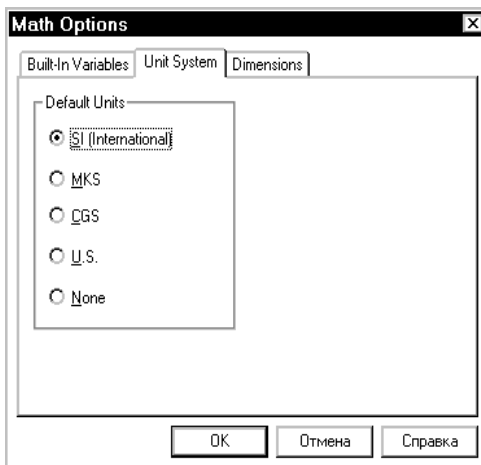 Math Options
Built-In Variables Unit System Dimensions
Default Units
SI (International)
MKS
CGS
U.S.
None
OK Отмена Справка